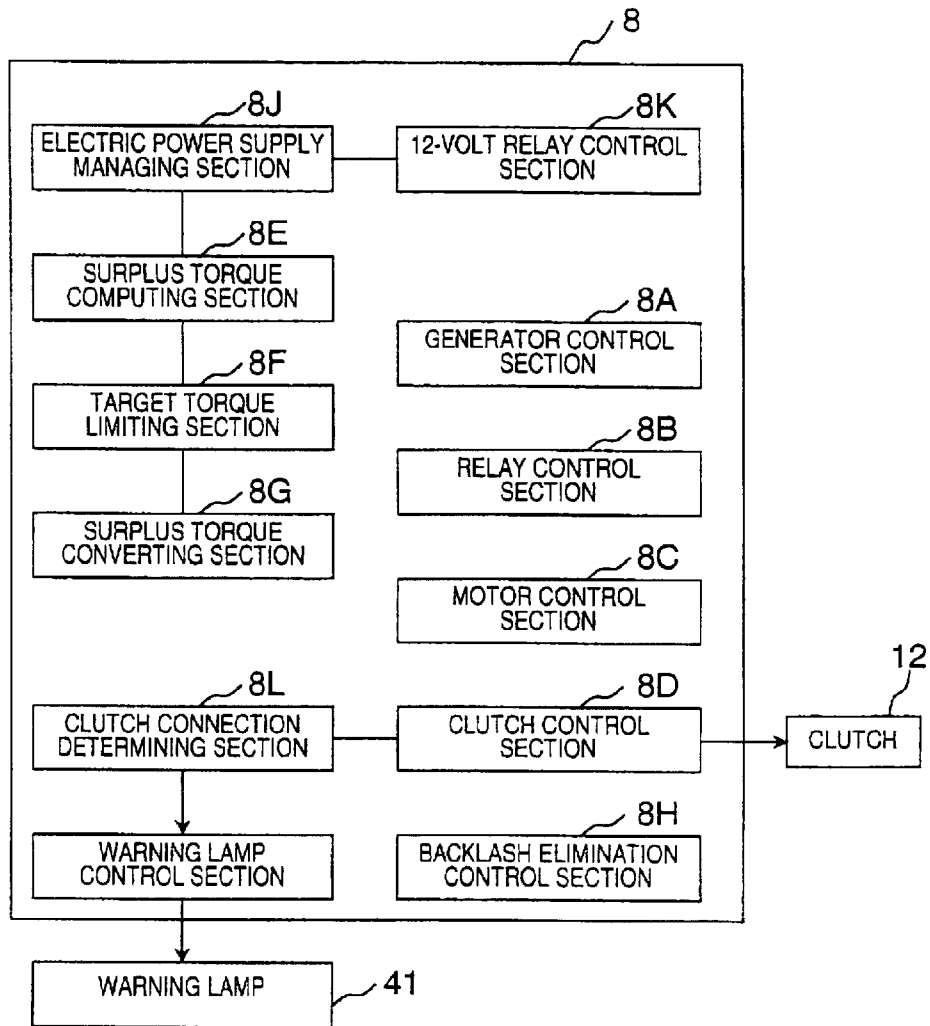 8
8J
ELECTRIC POWER SUPPLY
MANAGING SECTION
8K
12-VOLT RELAY CONTROL
SECTION
8E
SURPLUS TORQUE
COMPUTING SECTION
8A
GENERATOR CONTROL
SECTION
8F
TARGET TORQUE
LIMITING SECTION
8B
RELAY CONTROL
SECTION
8G
SURPLUS TORQUE
CONVERTING SECTION
8C
MOTOR CONTROL
SECTION
8L
CLUTCH CONNECTION
DETERMINING SECTION
8D
CLUTCH CONTROL
SECTION
12
CLUTCH
WARNING LAMP
CONTROL SECTION
8H
BACKLASH ELIMINATION
CONTROL SECTION
WARNING LAMP
41